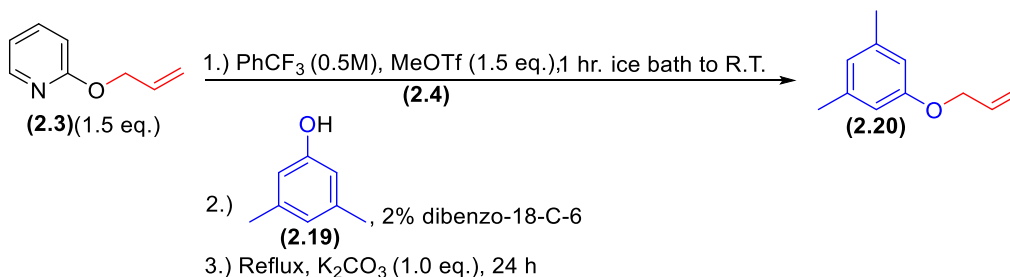 1.) PhCF₃ (0.5M), MeOTf (1.5 eq.),1 hr. ice bath to R.T.
(2.4)
N
O
(2.3)(1.5 eq.)
O
(2.20)
OH
2.)
, 2% dibenzo-18-C-6
(2.19)
3.) Reflux, K₂CO₃ (1.0 eq.), 24 h